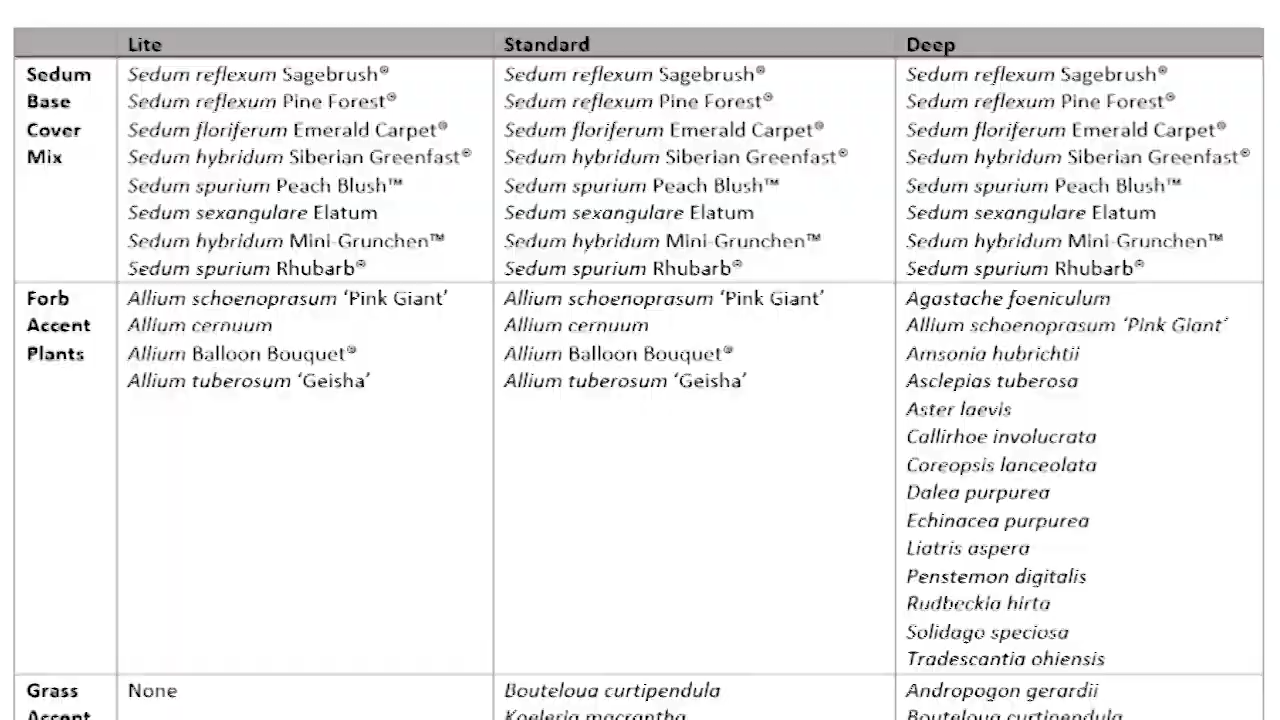 Lite Standard Deep
Sedum Sedum reflexum Sagebrush® Sedum reflexum Sagebrush® Sedum reflexum Sagebrush®
Base Sedum reflexum Pine Forest® Sedum reflexum Pine Forest® Sedum reflexum Pine Forest®
Cover Sedum floriferum Emerald Carpet® Sedum floriferum Emerald Carpet® Sedum floriferum Emerald Carpet®
Mix Sedum hybridum Siberian Greenfast® Sedum hybridum Siberian Greenfast® Sedum hybridum Siberian Greenfast®
Sedum spurium Peach Blush™ Sedum spurium Peach Blush™ Sedum spurium Peach Blush™
Sedum sexangulare Elatum Sedum sexangulare Elatum Sedum sexangulare Elatum
Sedum hybridum Mini-Grunchen™ Sedum hybridum Mini-Grunchen™ Sedum hybridum Mini-Grunchen™
Sedum spurium Rhubarb® Sedum spurium Rhubarb® Sedum spurium Rhubarb®
Forb Allium schoenoprasum ‘Pink Giant’ Allium schoenoprasum ‘Pink Giant’ Agastache foeniculum
Accent Allium cernuum Allium cernuum Allium schoenoprasum ‘Pink Giant’
Plants Allium Balloon Bouquet® Allium Balloon Bouquet® Amsonia hubrichtii
Allium tuberosum ‘Geisha’ Allium tuberosum ‘Geisha’ Asclepias tuberosa
Aster laevis
Callirhoe involucrata
Coreopsis lanceolata
Dalea purpurea
Echinacea purpurea
Liatris aspera
Penstemon digitalis
Rudbeckia hirta
Solidago speciosa
Tradescantia ohiensis
Grass None Bouteloua curtipendula Andropogon gerardii
Accent Koeleria macrantha Bouteloua curtipendula